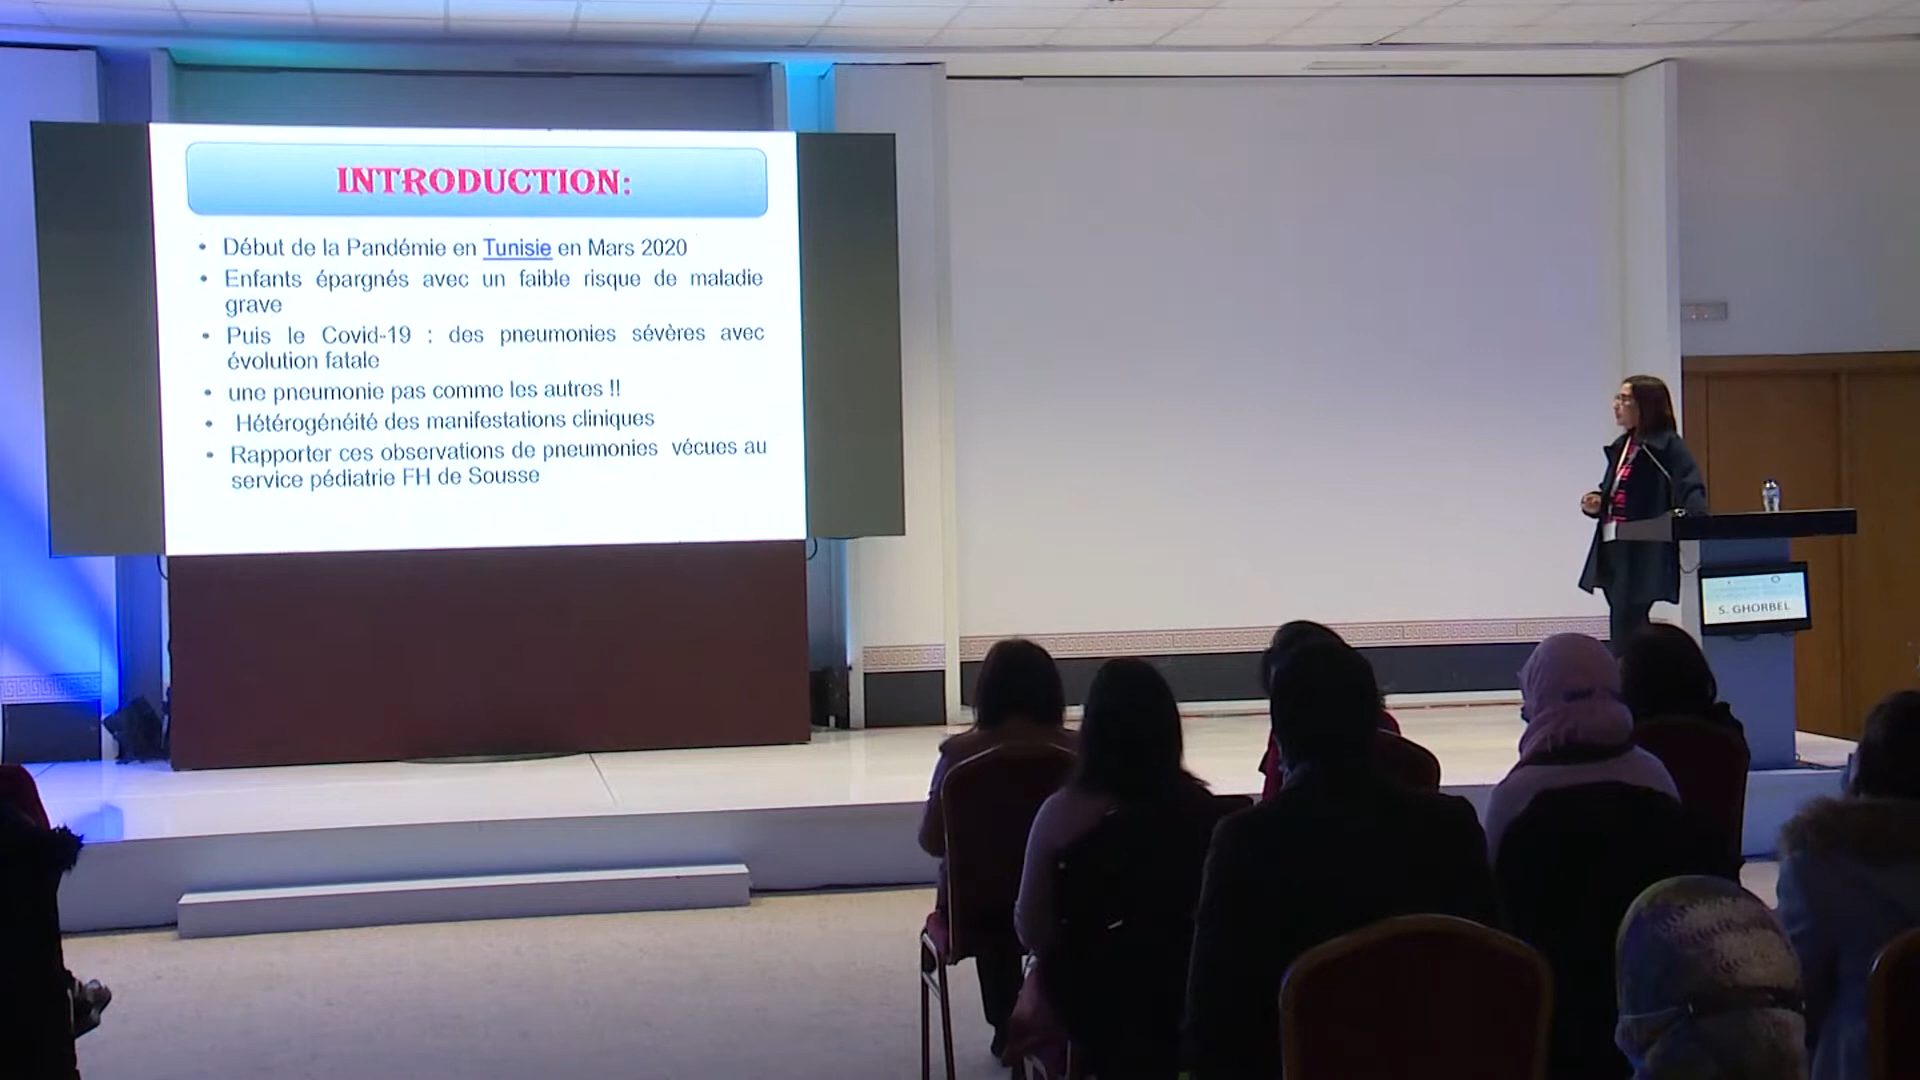 INTRODUCTION:
• Début de la Pandémie en Tunisie en Mars 2020
• Enfants épargnés avec un faible risque de maladie
grave
• Puis le Covid-19 : des pneumonies sévères avec
évolution fatale
• une pneumonie pas comme les autres !!
• Hétérogénéité des manifestations cliniques
• Rapporter ces observations de pneumonies vécues au
service pédiatrie FH de Sousse
S. GHORBEL